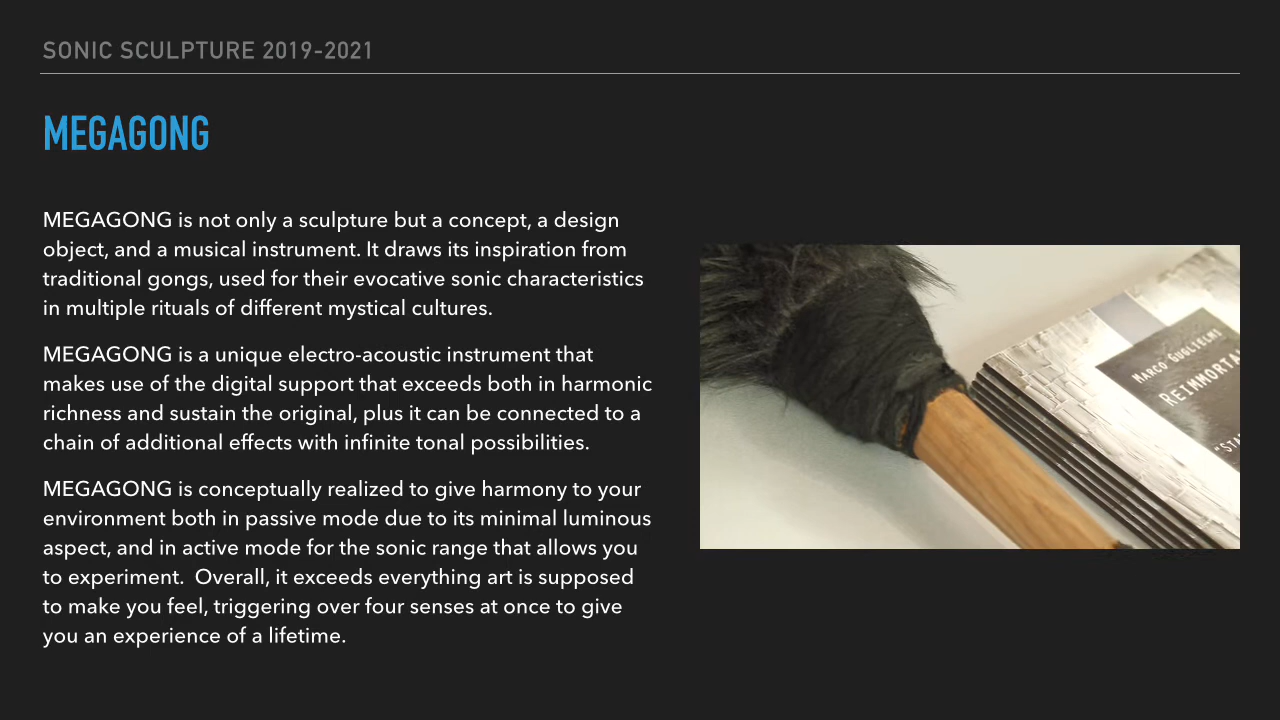 SONIC SCULPTURE 2019-2021
MEGAGONG
MEGAGONG is not only a sculpture but a concept, a design
object, and a musical instrument. It draws its inspiration from
traditional gongs, used for their evocative sonic characteristics
in multiple rituals of different mystical cultures.
MEGAGONG is a unique electro-acoustic instrument that
makes use of the digital support that exceeds both in harmonic
richness and sustain the original, plus it can be connected to a
chain of additional effects with infinite tonal possibilities.
MEGAGONG is conceptually realized to give harmony to your
environment both in passive mode due to its minimal luminous
aspect, and in active mode for the sonic range that allows you
to experiment.  Overall, it exceeds everything art is supposed
to make you feel, triggering over four senses at once to give
you an experience of a lifetime.
MARCO GUGLIELMI